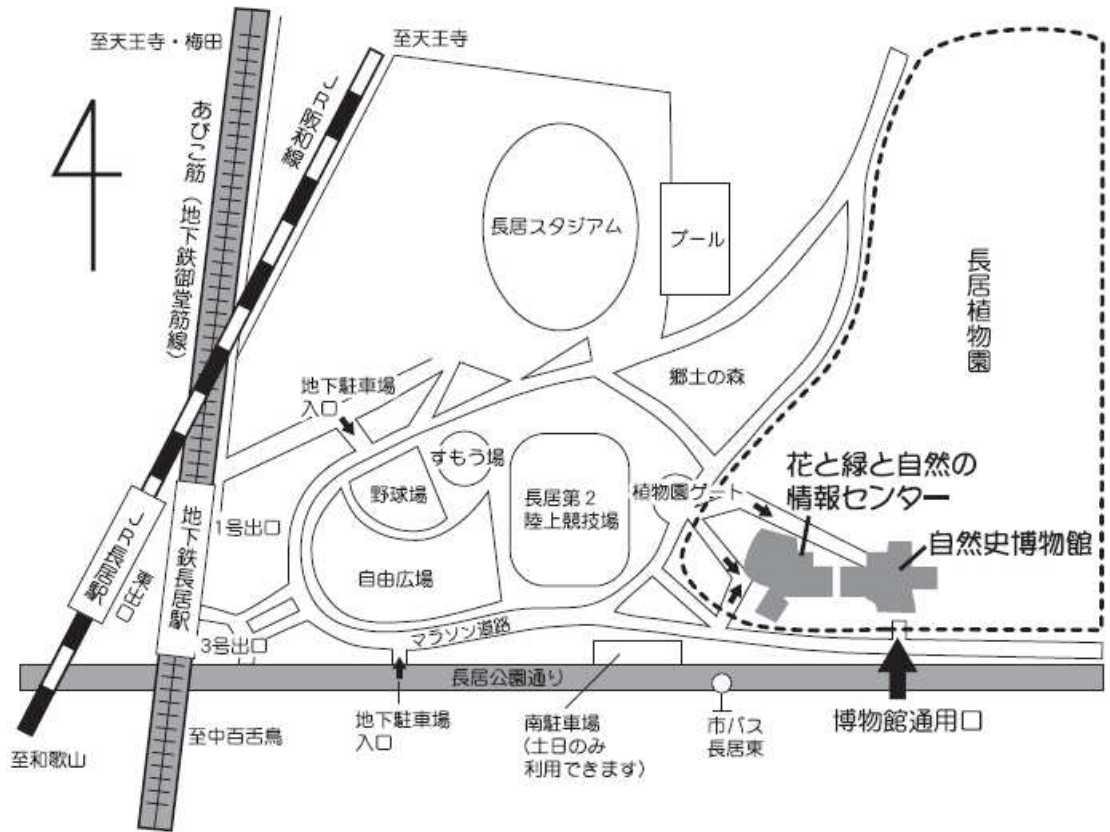 至天王寺・梅田
至天王寺
JR阪和線
あびこ筋(地下鉄御堂筋線)
長居スタジアム
プール
長居植物園
郷土の森
地下駐車場
入口
すもう場
野球場
長居第2
陸上競技場
植物園ゲート
花と緑と自然の
情報センター
自然史博物館
1号出口
自由広場
JR長居駅
東出口
地下鉄長居駅
マラソン道路
3号出口
長居公園通り
至中百舌鳥
地下駐車場
入口
南駐車場
(土日のみ
利用できます)
市バス
長居東
博物館通用口
至和歌山